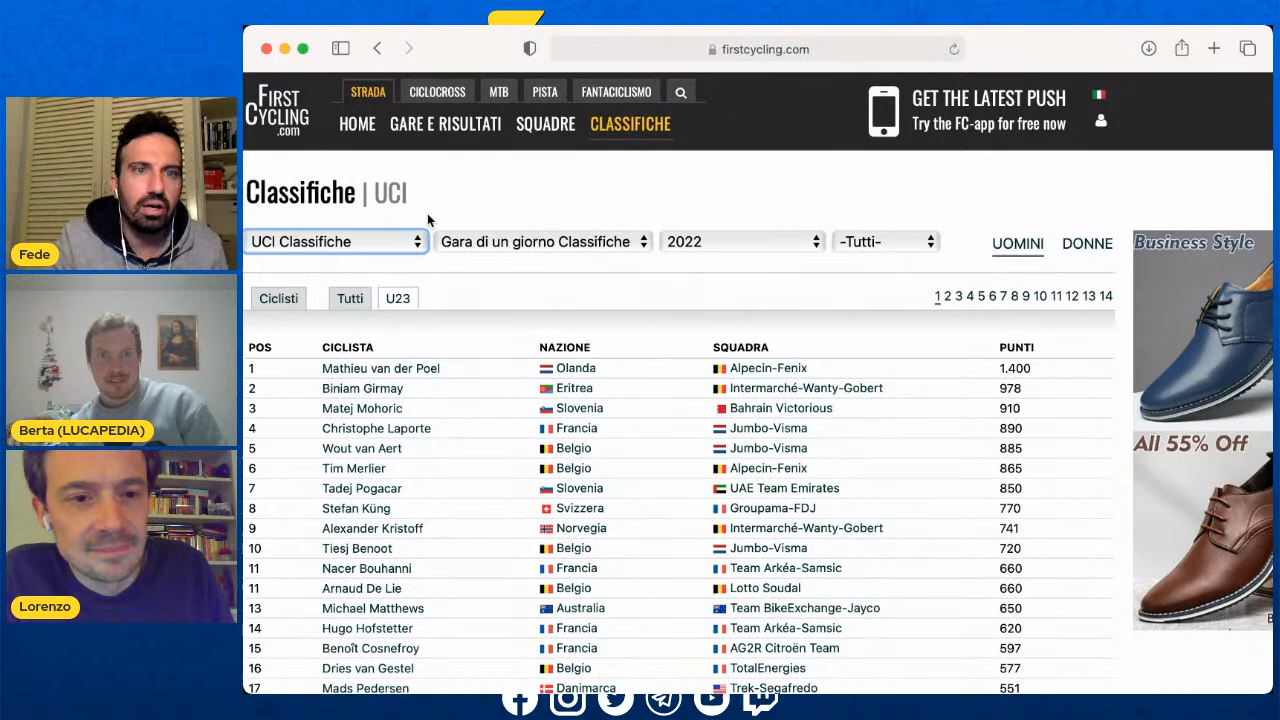 firstcycling.com
FIRST
CYCLING
.com
STRADA CICLOCROSS MTB PISTA FANTACICLISMO
HOME GARE E RISULTATI SQUADRE CLASSIFICHE
GET THE LATEST PUSH
Try the FC-app for free now
Classifiche | UCI
UCI Classifiche Gara di un giorno Classifiche 2022 -Tutti- UOMINI DONNE
Ciclisti Tutti U23 1 2 3 4 5 6 7 8 9 10 11 12 13 14
POS CICLISTA NAZIONE SQUADRA PUNTI
1 Mathieu van der Poel Olanda Alpecin-Fenix 1.400
2 Biniam Girmay Eritrea Intermarché-Wanty-Gobert 978
3 Matej Mohoric Slovenia Bahrain Victorious 910
4 Christophe Laporte Francia Jumbo-Visma 890
5 Wout van Aert Belgio Jumbo-Visma 885
6 Tim Merlier Belgio Alpecin-Fenix 865
7 Tadej Pogacar Slovenia UAE Team Emirates 850
8 Stefan Küng Svizzera Groupama-FDJ 770
9 Alexander Kristoff Norvegia Intermarché-Wanty-Gobert 741
10 Tiesj Benoot Belgio Jumbo-Visma 720
11 Nacer Bouhanni Francia Team Arkéa-Samsic 660
11 Arnaud De Lie Belgio Lotto Soudal 660
13 Michael Matthews Australia Team BikeExchange-Jayco 650
14 Hugo Hofstetter Francia Team Arkéa-Samsic 620
15 Benoît Cosnefroy Francia AG2R Citroën Team 597
16 Dries van Gestel Belgio TotalEnergies 577
17 Mads Pedersen Danimarca Trek-Segafredo 551
Business Style
All 55% Off
Fede
Berta (LUCAPEDIA)
Lorenzo